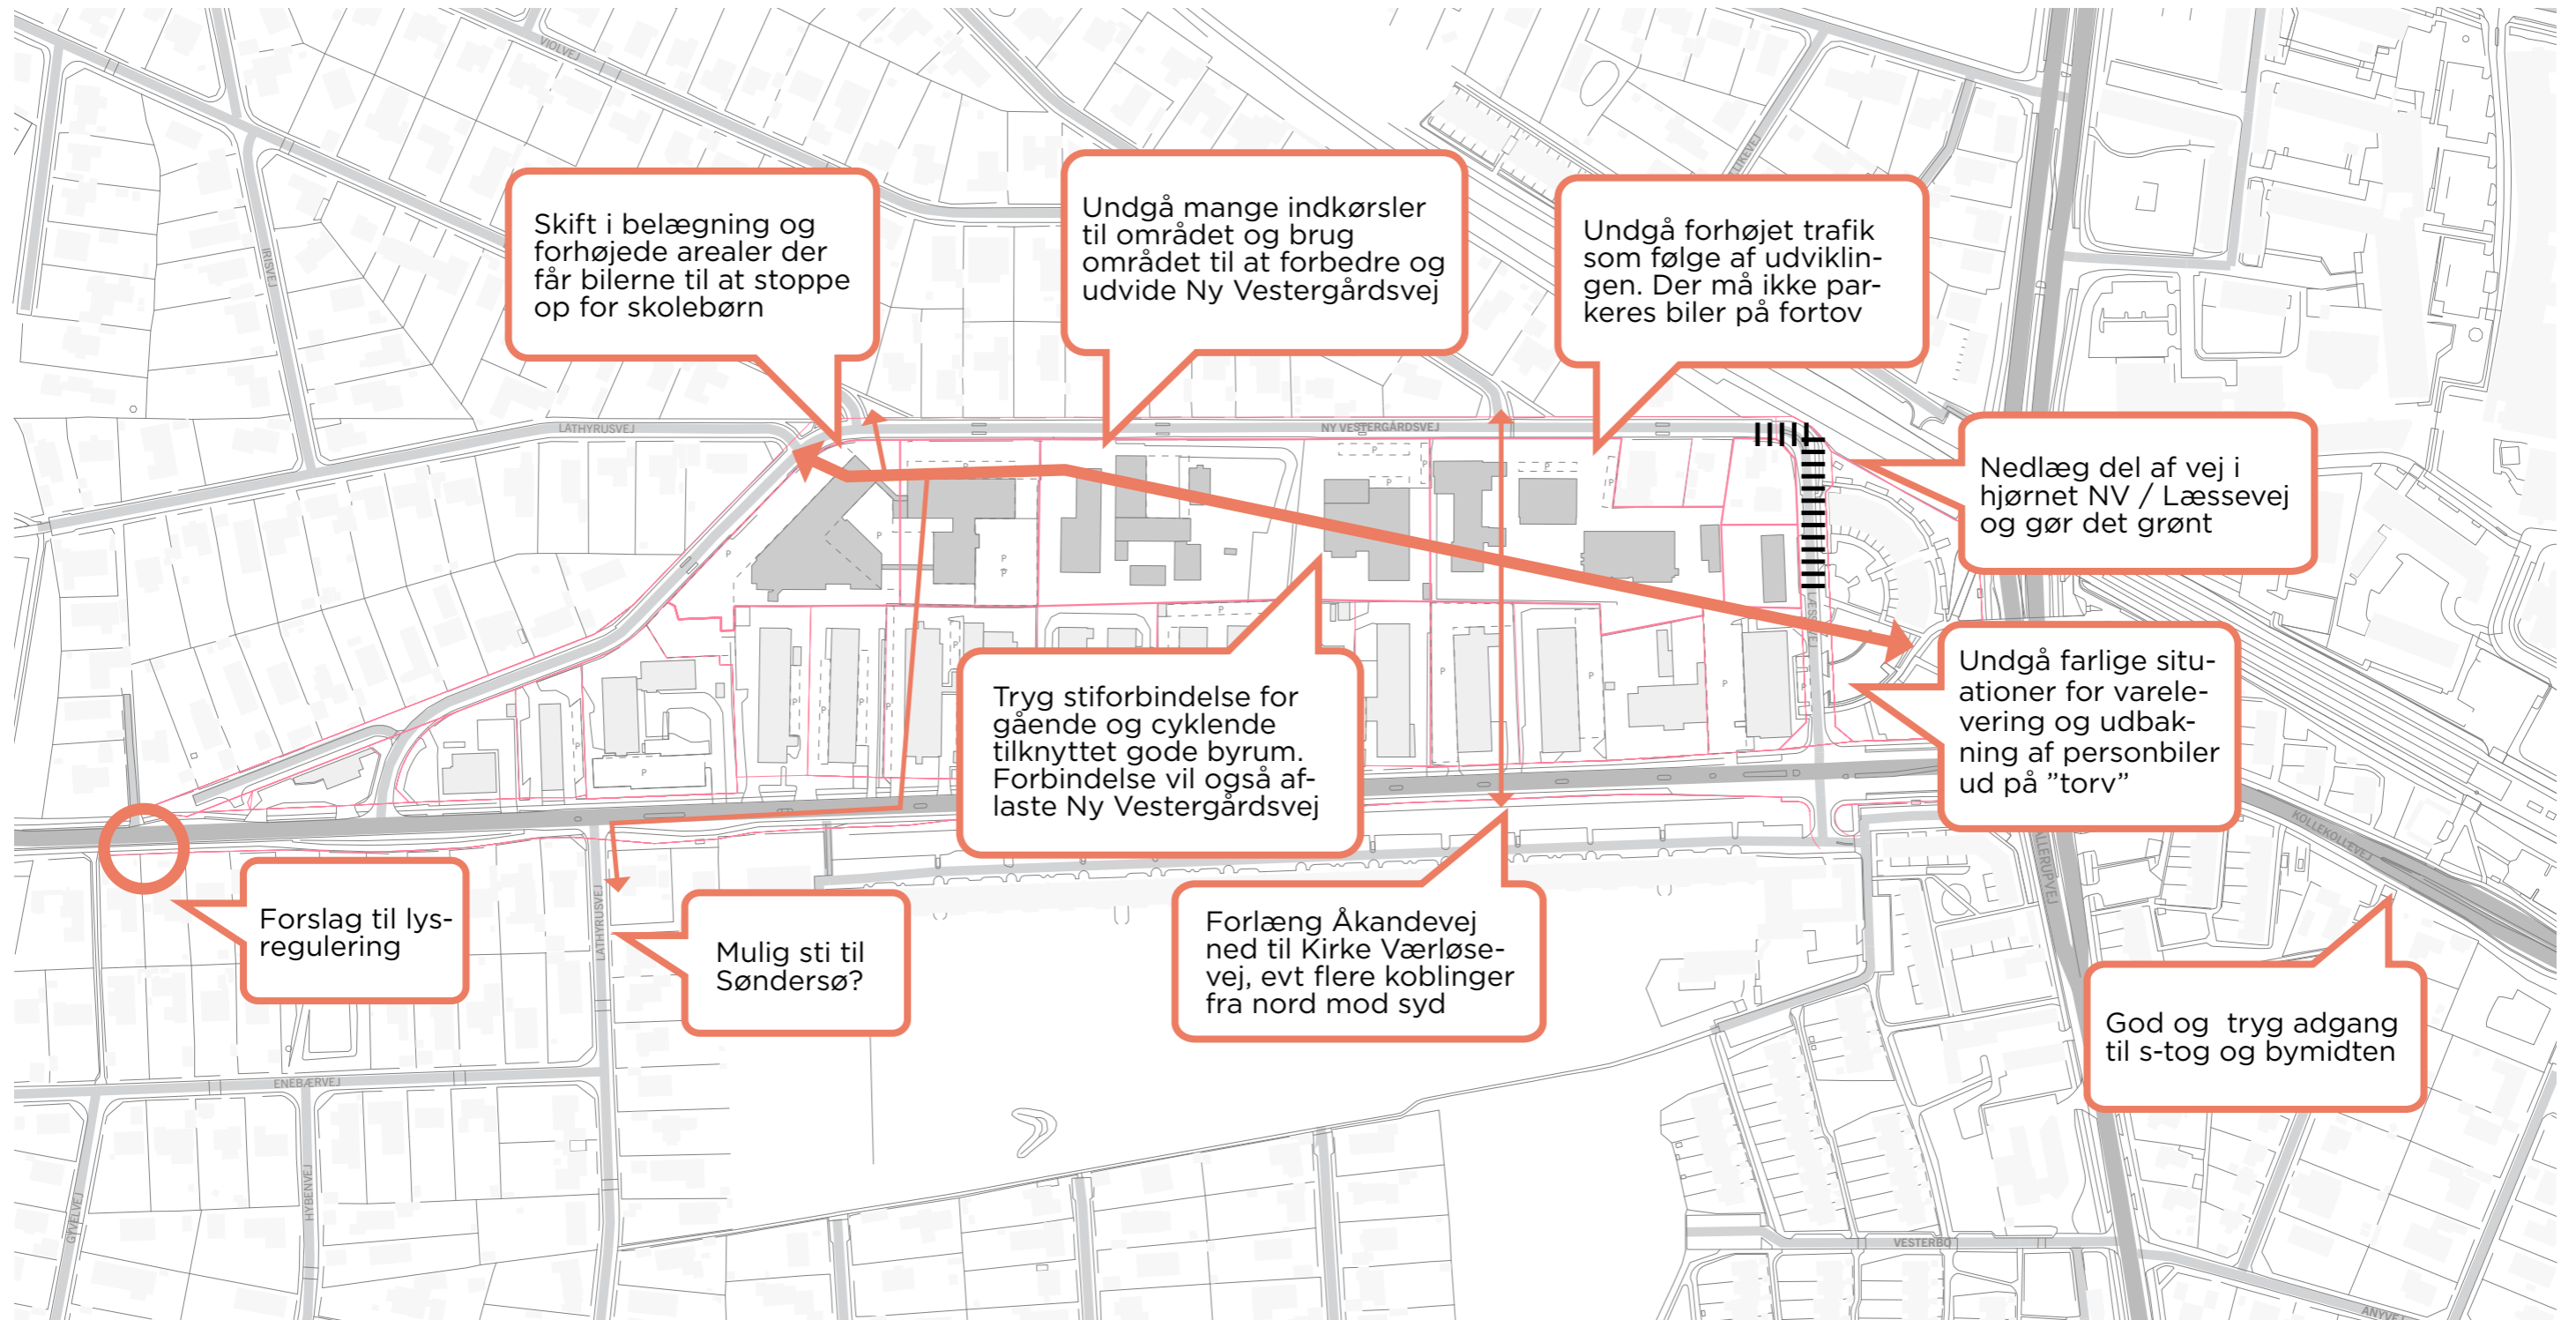 VIOLVEJ
IRISVEJ
Skift i belægning og
forhøjede arealer der
får bilerne til at stoppe
op for skolebørn
Undgå mange indkørsler
til området og brug
området til at forbedre og
udvide Ny Vestergårdsvej
Undgå forhøjet trafik
som følge af udviklin-
gen. Der må ikke par-
keres biler på fortov
LATHYRUSVEJ
NY VESTERGÅRDSVEJ
Nedlæg del af vej i
hjørnet NV / Læssevej
og gør det grønt
LÆSSEVEJ
Tryg stiforbindelse for
gående og cyklende
tilknyttet gode byrum.
Forbindelse vil også af-
laste Ny Vestergårdsvej
Undgå farlige situ-
ationer for varele-
vering og udbak-
ning af personbiler
ud på ”torv”
KOLLEKOLLEVEJ
Forslag til lys-
regulering
LATHYRUSVEJ
Mulig sti til
Søndersø?
Forlæng Åkandevej
ned til Kirke Værløse-
vej, evt flere koblinger
fra nord mod syd
God og  tryg adgang
til s-tog og bymidten
ENEBÆRVEJ
GYVELVEJ
HYBENVEJ
VESTERBO
ANYVEJ